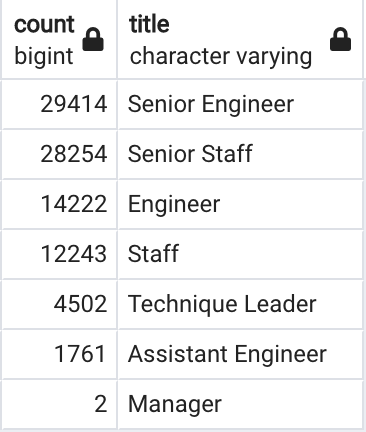 count title
bigint character varying
29414 Senior Engineer
28254 Senior Staff
14222 Engineer
12243 Staff
4502 Technique Leader
1761 Assistant Engineer
2 Manager